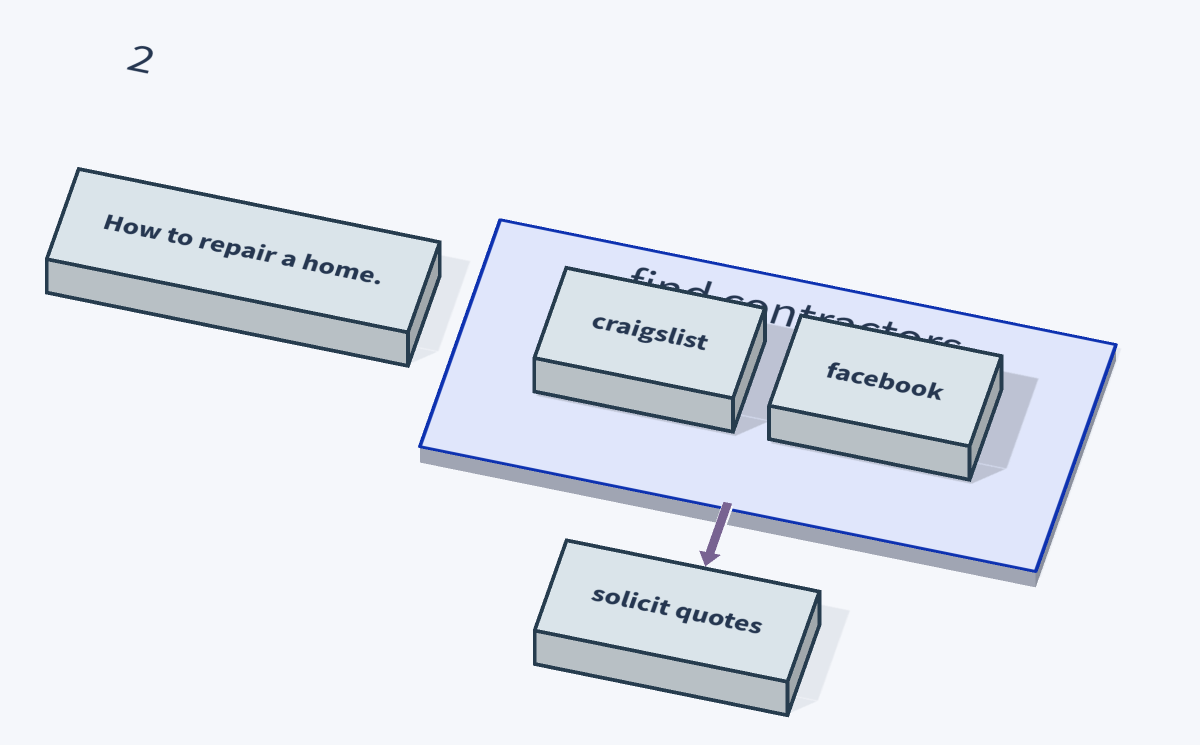 2
How to repair a home.
find contractors
craigslist
facebook
solicit quotes